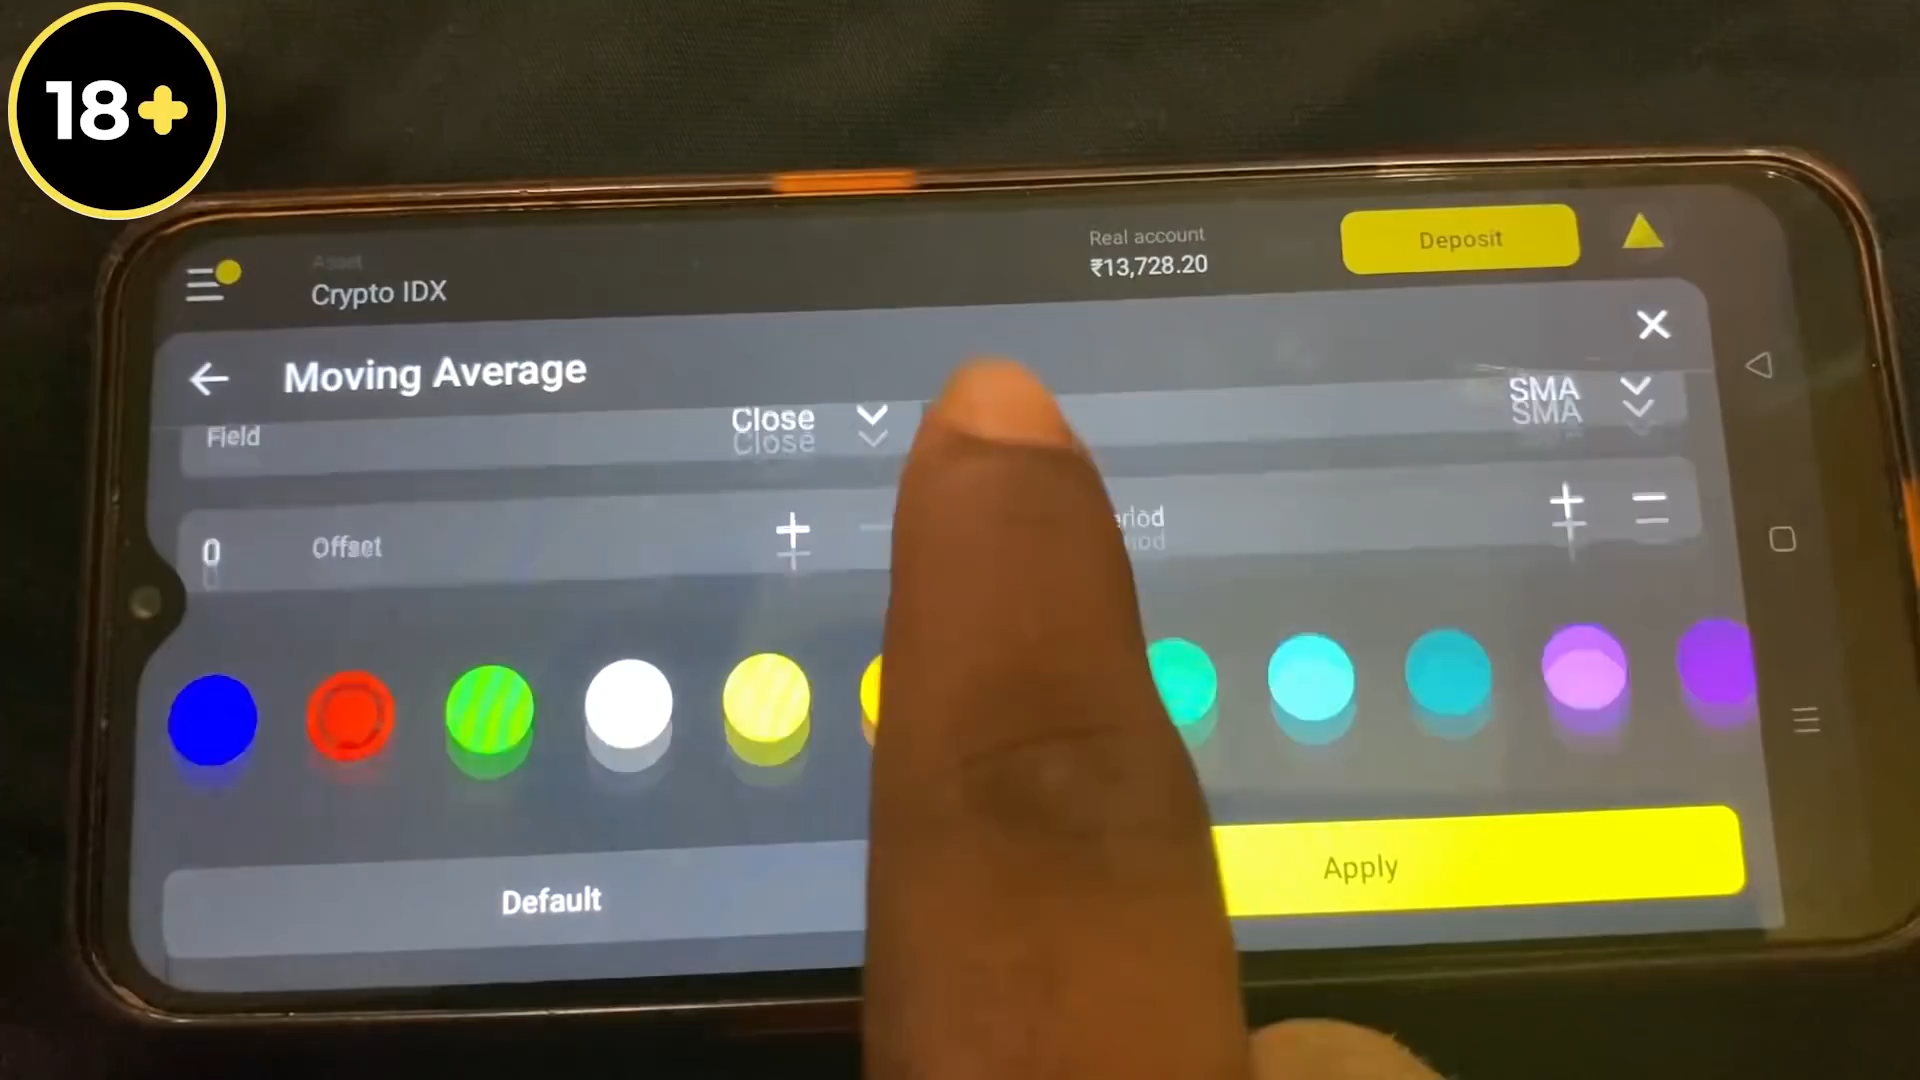 18+
Asset
Crypto IDX
Real account
₹13,728.20
Deposit
Moving Average
Field
Close
SMA
0
Offset
Default
Apply